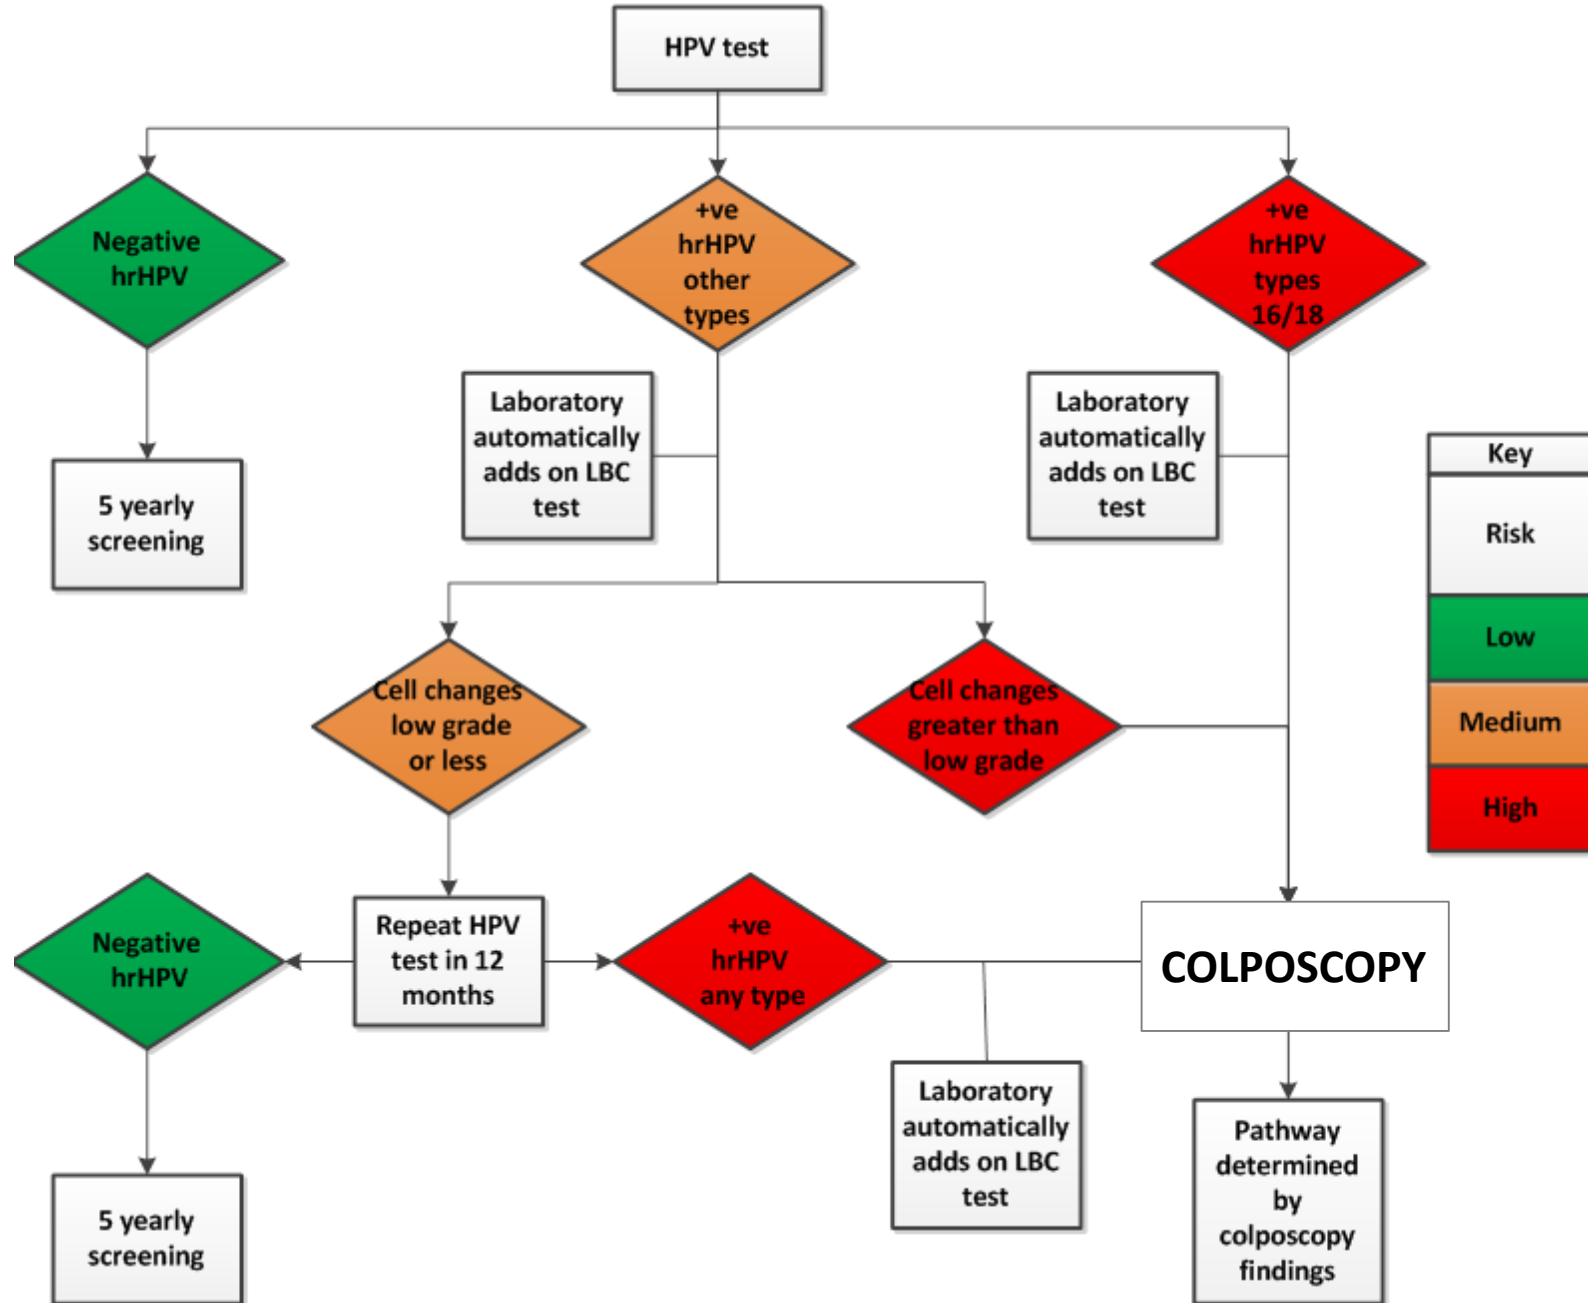 HPV test
Negative
hrHPV
+ve
hrHPV
other
types
+ve
hrHPV
types
16/18
5 yearly
screening
Laboratory
automatically
adds on LBC
test
Laboratory
automatically
adds on LBC
test
Key
Risk
Low
Medium
High
Cell changes
low grade
or less
Cell changes
greater than
low grade
Negative
hrHPV
Repeat HPV
test in 12
months
+ve
hrHPV
any type
COLPOSCOPY
5 yearly
screening
Laboratory
automatically
adds on LBC
test
Pathway
determined
by
colposcopy
findings